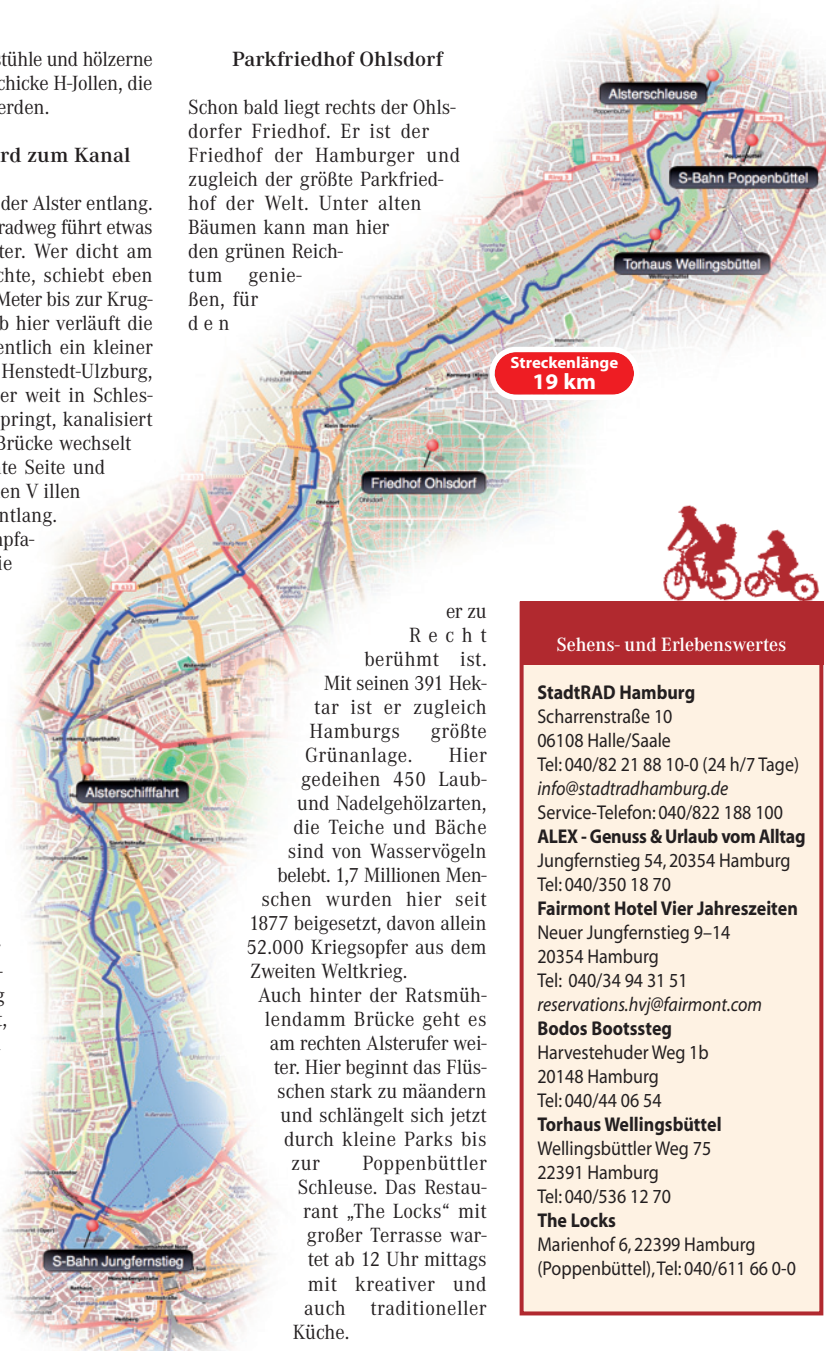 stühle und hölzerne
chicke H-Jollen, die
erden.
rd zum Kanal
der Alster entlang.
radweg führt etwas
ter. Wer dicht am
chte, schiebt eben
Meter bis zur Krug-
b hier verläuft die
entlich ein kleiner
Henstedt-Ulzburg,
er weit in Schles-
pringt, kanalisiert
Brücke wechselt
te Seite und
en V illen
ntlang.
npfa-
ie
-
g
t,
Parkfriedhof Ohlsdorf
Schon bald liegt rechts der Ohls-
dorfer Friedhof. Er ist der
Friedhof der Hamburger und
zugleich der größte Parkfried-
hof der Welt. Unter alten
Bäumen kann man hier
den grünen Reich-
tum genie-
ßen, für
d e n
er zu
R e c h t
berühmt ist.
Mit seinen 391 Hek-
tar ist er zugleich
Hamburgs größte
Grünanlage. Hier
gedeihen 450 Laub-
und Nadelgehölzarten,
die Teiche und Bäche
sind von Wasservögeln
belebt. 1,7 Millionen Men-
schen wurden hier seit
1877 beigesetzt, davon allein
52.000 Kriegsopfer aus dem
Zweiten Weltkrieg.
Auch hinter der Ratsmüh-
lendamm Brücke geht es
am rechten Alsterufer wei-
ter. Hier beginnt das Flüs-
schen stark zu mäandern
und schlängelt sich jetzt
durch kleine Parks bis
zur Poppenbüttler
Schleuse. Das Restau-
rant „The Locks“ mit
großer Terrasse war-
tet ab 12 Uhr mittags
mit kreativer und
auch traditioneller
Küche.
Alsterschleuse
Ring 3
Ring 3
Ring 3
S-Bahn Poppenbüttel
Torhaus Wellingsbüttel
Streckenlänge
19 km
Friedhof Ohlsdorf
Ohlsdorf
Alsterschifffahrt
S-Bahn Jungfernstieg
Sehens- und Erlebenswertes
StadtRAD Hamburg
Scharrenstraße 10
06108 Halle/Saale
Tel: 040/82 21 88 10-0 (24 h/7 Tage)
info@stadtradhamburg.de
Service-Telefon: 040/822 188 100
ALEX - Genuss & Urlaub vom Alltag
Jungfernstieg 54, 20354 Hamburg
Tel: 040/350 18 70
Fairmont Hotel Vier Jahreszeiten
Neuer Jungfernstieg 9–14
20354 Hamburg
Tel: 040/34 94 31 51
reservations.hvj@fairmont.com
Bodos Bootssteg
Harvestehuder Weg 1b
20148 Hamburg
Tel: 040/44 06 54
Torhaus Wellingsbüttel
Wellingsbüttler Weg 75
22391 Hamburg
Tel: 040/536 12 70
The Locks
Marienhof 6, 22399 Hamburg
(Poppenbüttel), Tel: 040/611 66 0-0